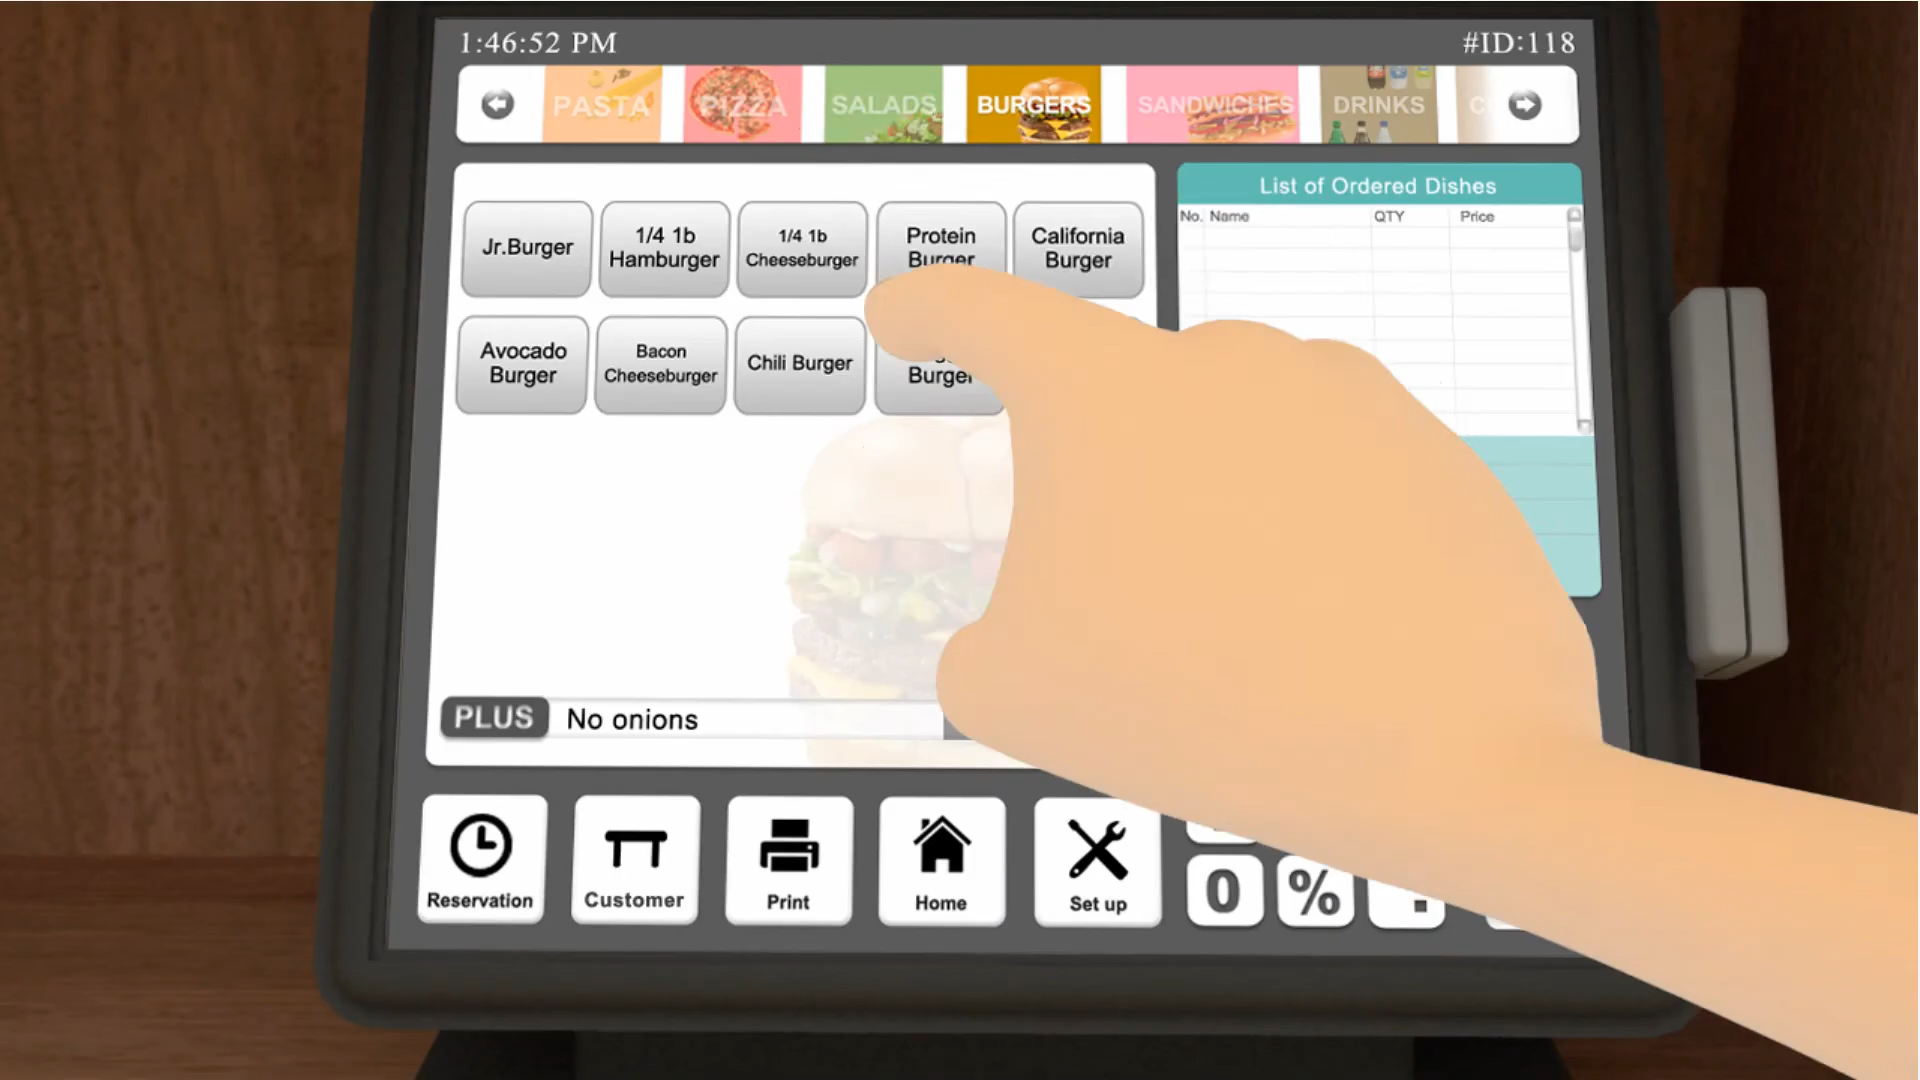 1:46:52 PM
#ID:118
PASTA
PIZZA
SALADS
BURGERS
SANDWICHES
DRINKS
List of Ordered Dishes
No. Name QTY Price
Jr.Burger
1/4 1b
Hamburger
1/4 1b
Cheeseburger
Protein
Burger
California
Burger
Avocado
Burger
Bacon
Cheeseburger
Chili Burger
Burger
PLUS
No onions
Reservation
Customer
Print
Home
Set up
0
%
.